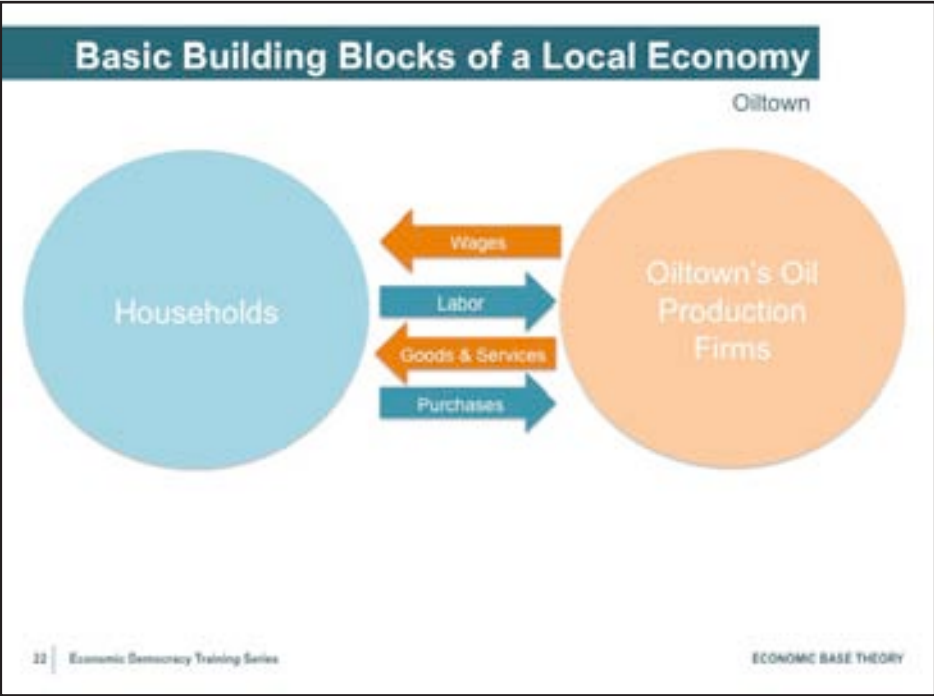 Basic Building Blocks of a Local Economy
Oiltown
Households
Wages
Labor
Goods & Services
Purchases
Oiltown's Oil
Production
Firms
22 Economic Democracy Training Series
ECONOMIC BASE THEORY